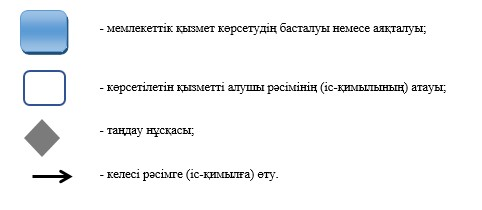 - мемлекеттік қызмет көрсетудің басталуы немесе аяқталуы;
- көрсетілетін қызметті алушы рәсімінің (іс-қимылының) атауы;
- таңдау нұсқасы;
- келесі рәсімге (іс-қимылға) өту.